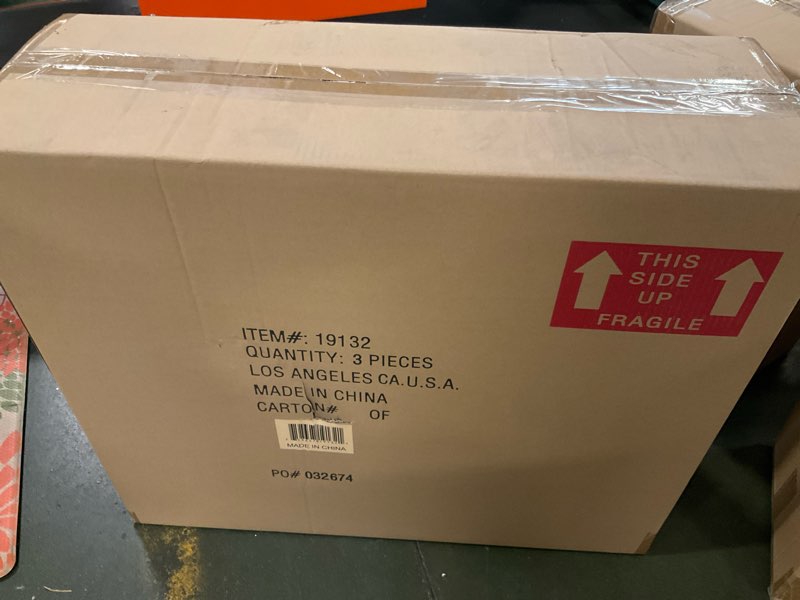 THIS
SIDE
UP
FRAGILE
ITEM#: 19132
QUANTITY: 3 PIECES
LOS ANGELES CA.U.S.A.
MADE IN CHINA
CARTON# OF
MADE IN CHINA
PO# 032674